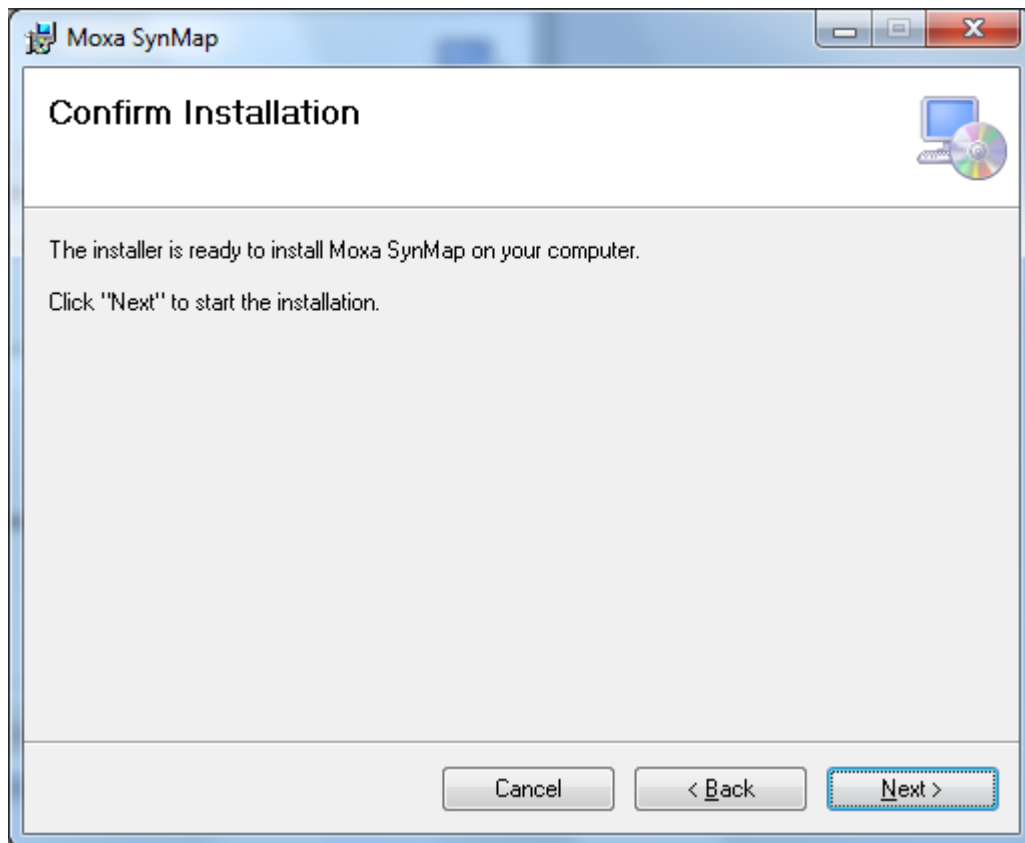 Moxa SynMap
Confirm Installation
The installer is ready to install Moxa SynMap on your computer.
Click "Next" to start the installation.
Cancel
< Back
Next >